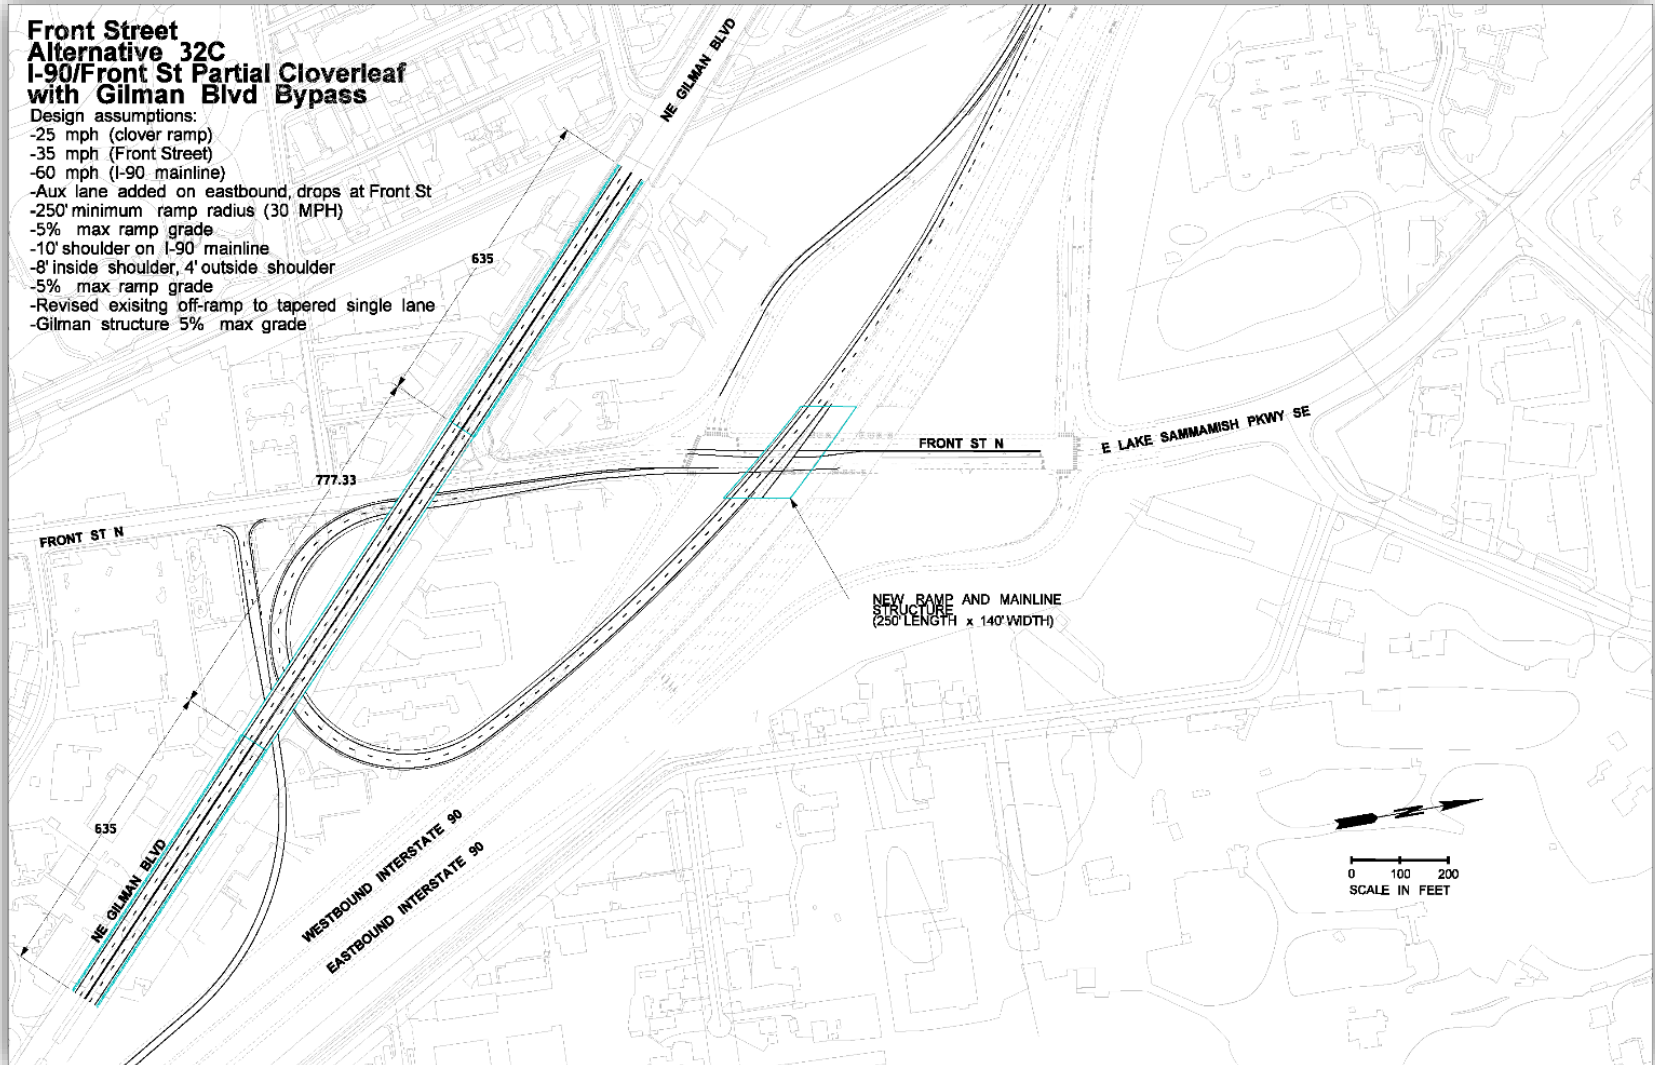 Front Street
Alternative 32C
I-90/Front St Partial Cloverleaf
with Gilman Blvd Bypass
Design assumptions:
-25 mph (clover ramp)
-35 mph (Front Street)
-60 mph (I-90 mainline)
-Aux lane added on eastbound, drops at Front St
-250' minimum ramp radius (30 MPH)
-5% max ramp grade
-10' shoulder on I-90 mainline
-8' inside shoulder, 4' outside shoulder
-5% max ramp grade
-Revised exisitng off-ramp to tapered single lane
-Gilman structure 5% max grade
NE GILMAN BLVD
635
777.33
FRONT ST N
E LAKE SAMMAMISH PKWY SE
FRONT ST N
NEW RAMP AND MAINLINE
STRUCTURE
(250' LENGTH x 140' WIDTH)
635
NE GILMAN BLVD
WESTBOUND INTERSTATE 90
EASTBOUND INTERSTATE 90
N
0 100 200
SCALE IN FEET